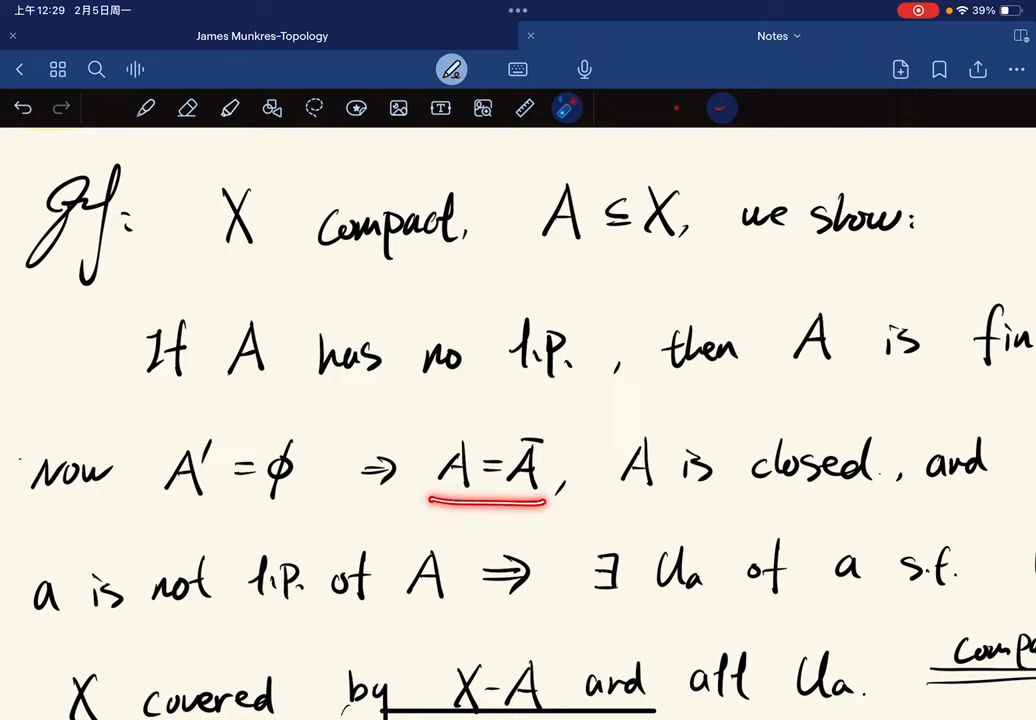 上午12:29 2月5日周一
39%
James Munkres-Topology
Notes
pf: X compact, A ⊆ X, we show:
If A has no l.p., then A is fin
now A' = ϕ ⇒ A = Ā, A is closed., and
a is not l.p. of A ⇒ ∃ Ua of a s.t.
compa
X covered by X-A and all Ua.